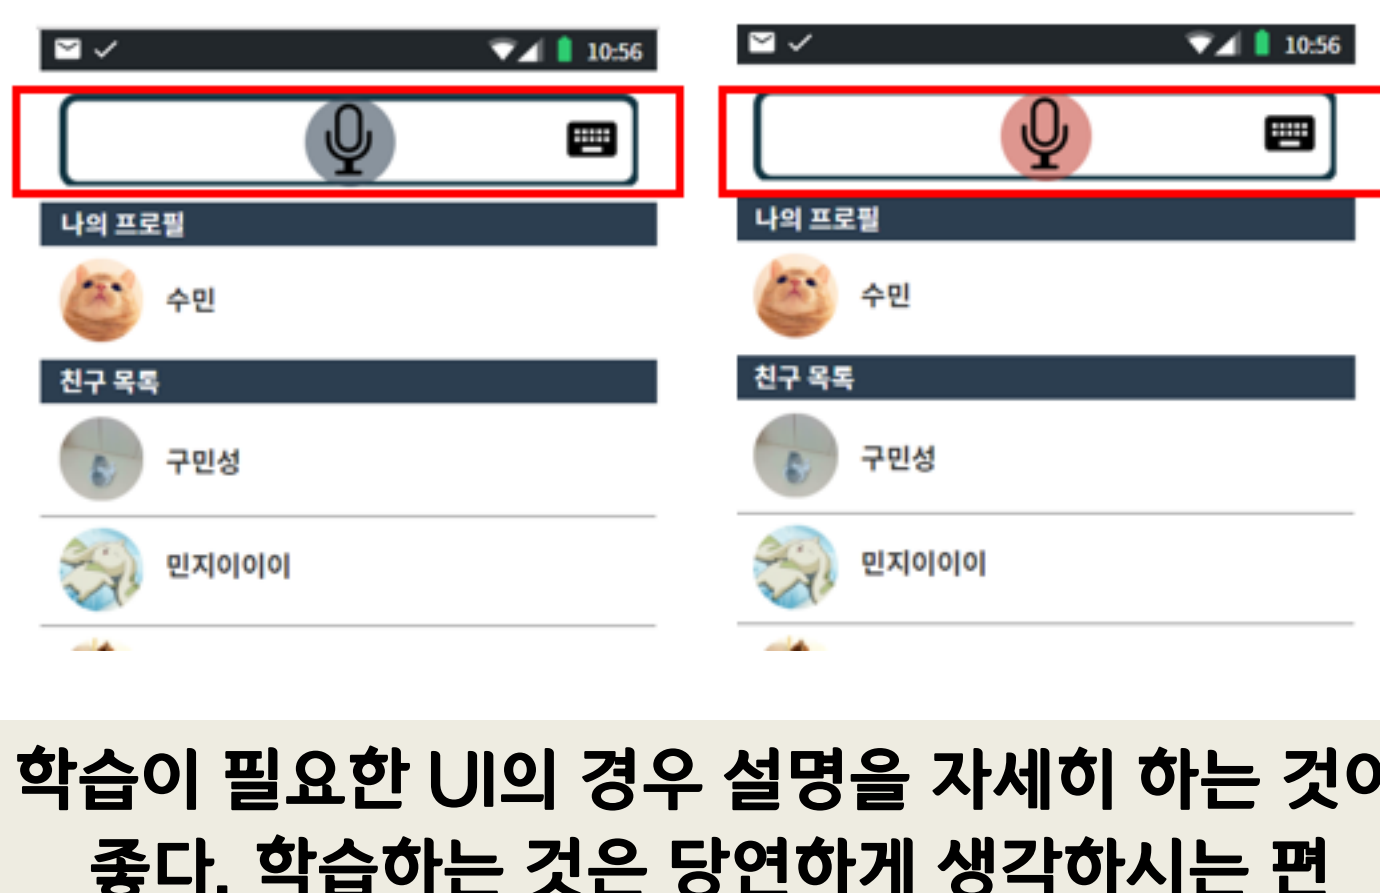 10:56
나의 프로필
수민
친구 목록
구민성
민지이이이
10:56
나의 프로필
수민
친구 목록
구민성
민지이이이
학습이 필요한 UI의 경우 설명을 자세히 하는 것이
좋다. 학습하는 것은 당연하게 생각하시는 편